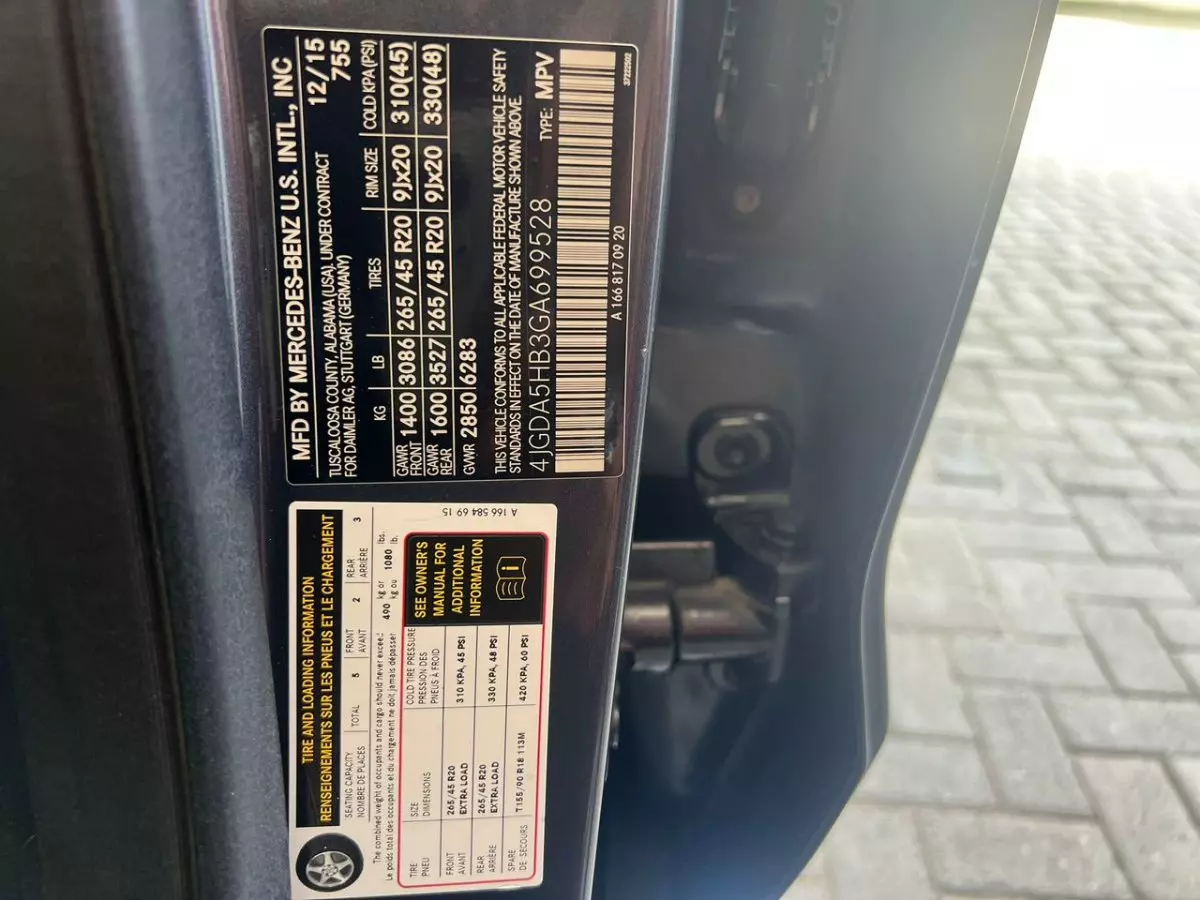 MFD BY MERCEDES-BENZ U.S. INTL., INC
TUSCALOOSA COUNTY, ALABAMA (USA). UNDER CONTRACT 12/15
FOR DAIMLER AG, STUTTGART (GERMANY) 755
KG LB TIRES RIM SIZE COLD KPA (PSI)
GAWR FRONT 1400 3086 265/45 R20 9Jx20 310(45)
GAWR REAR 1600 3527 265/45 R20 9Jx20 330(48)
GVWR 2850 6283
THIS VEHICLE CONFORMS TO ALL APPLICABLE FEDERAL MOTOR VEHICLE SAFETY
STANDARDS IN EFFECT ON THE DATE OF MANUFACTURE SHOWN ABOVE.
4JGDA5HB3GA699528 TYPE: MPV
A 166 817 09 20
37222502
TIRE AND LOADING INFORMATION
RENSEIGNEMENTS SUR LES PNEUS ET LE CHARGEMENT
SEATING CAPACITY TOTAL 5 FRONT 2 REAR 3
NOMBRE DE PLACES AVANT ARRIÈRE
The combined weight of occupants and cargo should never exceed 490 kg or 1080 lbs.
Le poids total des occupants et du chargement ne doit jamais dépasser kg ou lb.
TIRE SIZE COLD TIRE PRESSURE
PNEU DIMENSIONS PRESSION DES
PNEUS À FROID
FRONT 265/45 R20 310 KPA, 45 PSI
AVANT EXTRA LOAD
REAR 265/45 R20 330 KPA, 48 PSI
ARRIÈRE EXTRA LOAD
SPARE T155/90 R18 113M 420 KPA, 60 PSI
DE SECOURS
SEE OWNER'S
MANUAL FOR
ADDITIONAL
INFORMATION
A 166 584 69 15